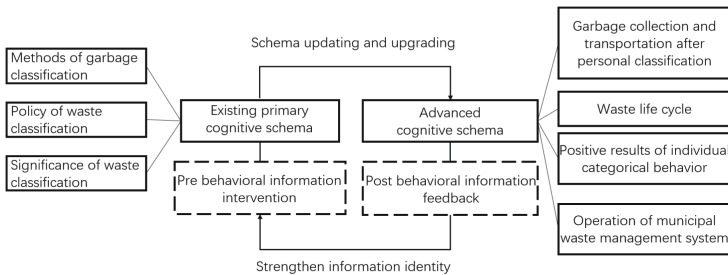 Schema updating and upgrading
Methods of garbage
classification
Policy of waste
classification
Significance of waste
classification
Existing primary
cognitive schema
Pre behavioral information
intervention
Advanced
cognitive schema
Post behavioral information
feedback
Strengthen information identity
Garbage collection and
transportation after
personal classification
Waste life cycle
Positive results of individual
categorical behavior
Operation of municipal
waste management system